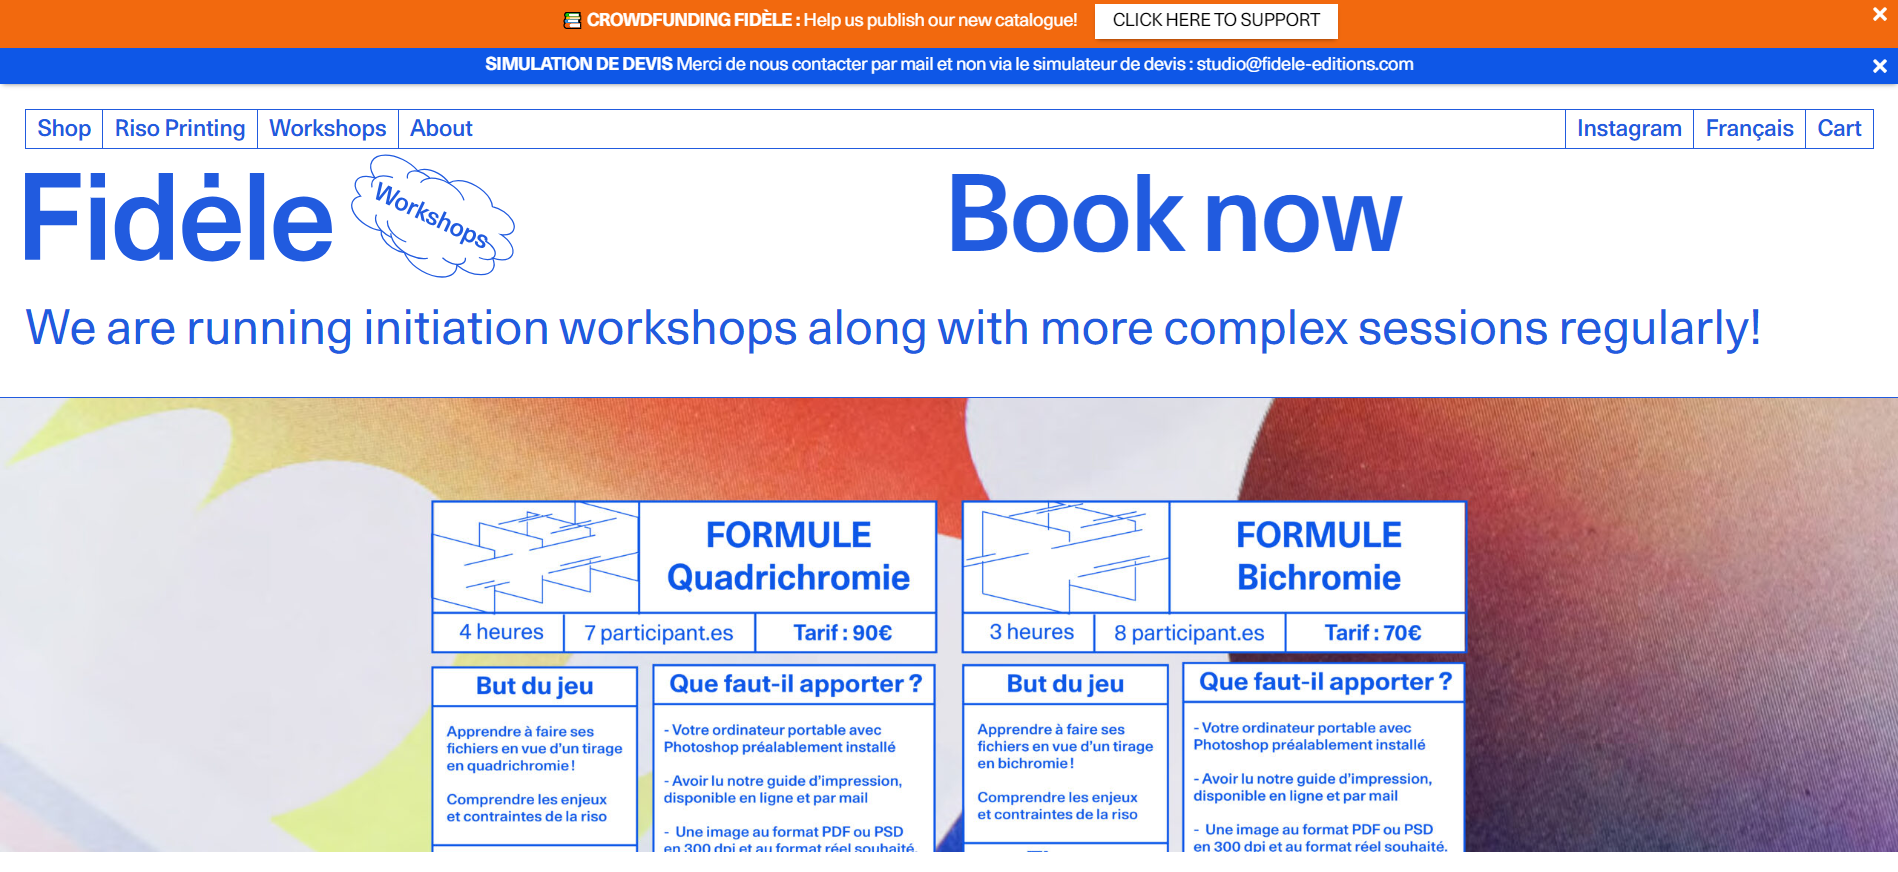 CROWDFUNDING FIDÈLE : Help us publish our new catalogue!
CLICK HERE TO SUPPORT
SIMULATION DE DEVIS Merci de nous contacter par mail et non via le simulateur de devis : studio@fidele-editions.com
Shop
Riso Printing
Workshops
About
Instagram
Français
Cart
Fidėle
Workshops
Book now
We are running initiation workshops along with more complex sessions regularly!
FORMULE
Quadrichromie
4 heures
7 participant.es
Tarif : 90€
But du jeu
Apprendre à faire ses
fichiers en vue d'un tirage
en quadrichromie !
Comprendre les enjeux
et contraintes de la riso
Que faut-il apporter ?
- Votre ordinateur portable avec
Photoshop préalablement installé
- Avoir lu notre guide d'impression,
disponible en ligne et par mail
- Une image au format PDF ou PSD
en 300 dpi et au format réel souhaité.
FORMULE
Bichromie
3 heures
8 participant.es
Tarif : 70€
But du jeu
Apprendre à faire ses
fichiers en vue d'un tirage
en bichromie !
Comprendre les enjeux
et contraintes de la riso
Que faut-il apporter ?
- Votre ordinateur portable avec
Photoshop préalablement installé
- Avoir lu notre guide d'impression,
disponible en ligne et par mail
- Une image au format PDF ou PSD
en 300 dpi et au format réel souhaité.